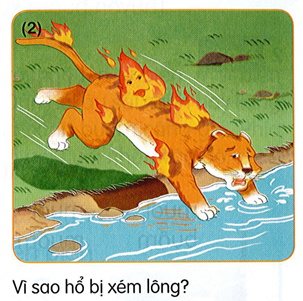 (2)
Vì sao hổ bị xém lông?